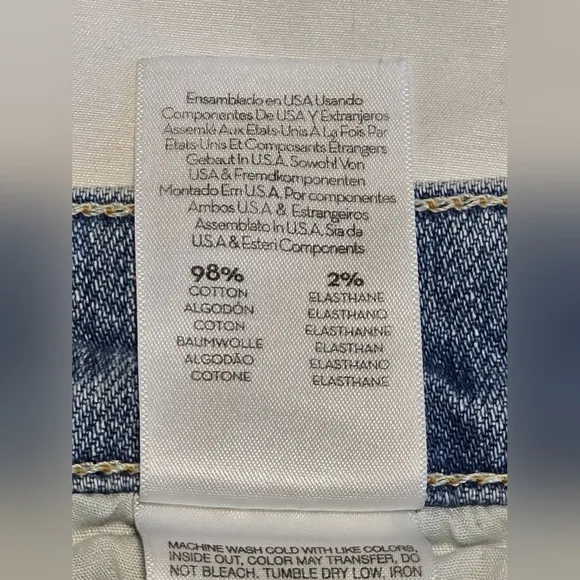 Ensamblado en USA Usando
Componentes De USA Y Extranjeros
Assemlé Aux Etats-Unis À La Fois Par
Etats-Unis Et Composants Étrangers
Gebaut In U.S.A. Sowohl Von
USA & Fremdkomponenten
Montado Em U.S.A. Por componentes
Ambos U.S.A & Estrangeiros
Assemblato In U.S.A. Sia da
U.S.A & Esteri Components
98% 2%
COTTON ELASTHANE
ALGODÓN ELASTHANO
COTON ELASTHANNE
BAUMWOLLE ELASTHAN
ALGODÃO ELASTHANO
COTONE ELASTHANE
MACHINE WASH COLD WITH LIKE COLORS,
INSIDE OUT, COLOR MAY TRANSFER, DO
NOT BLEACH. TUMBLE DRY LOW. IRON